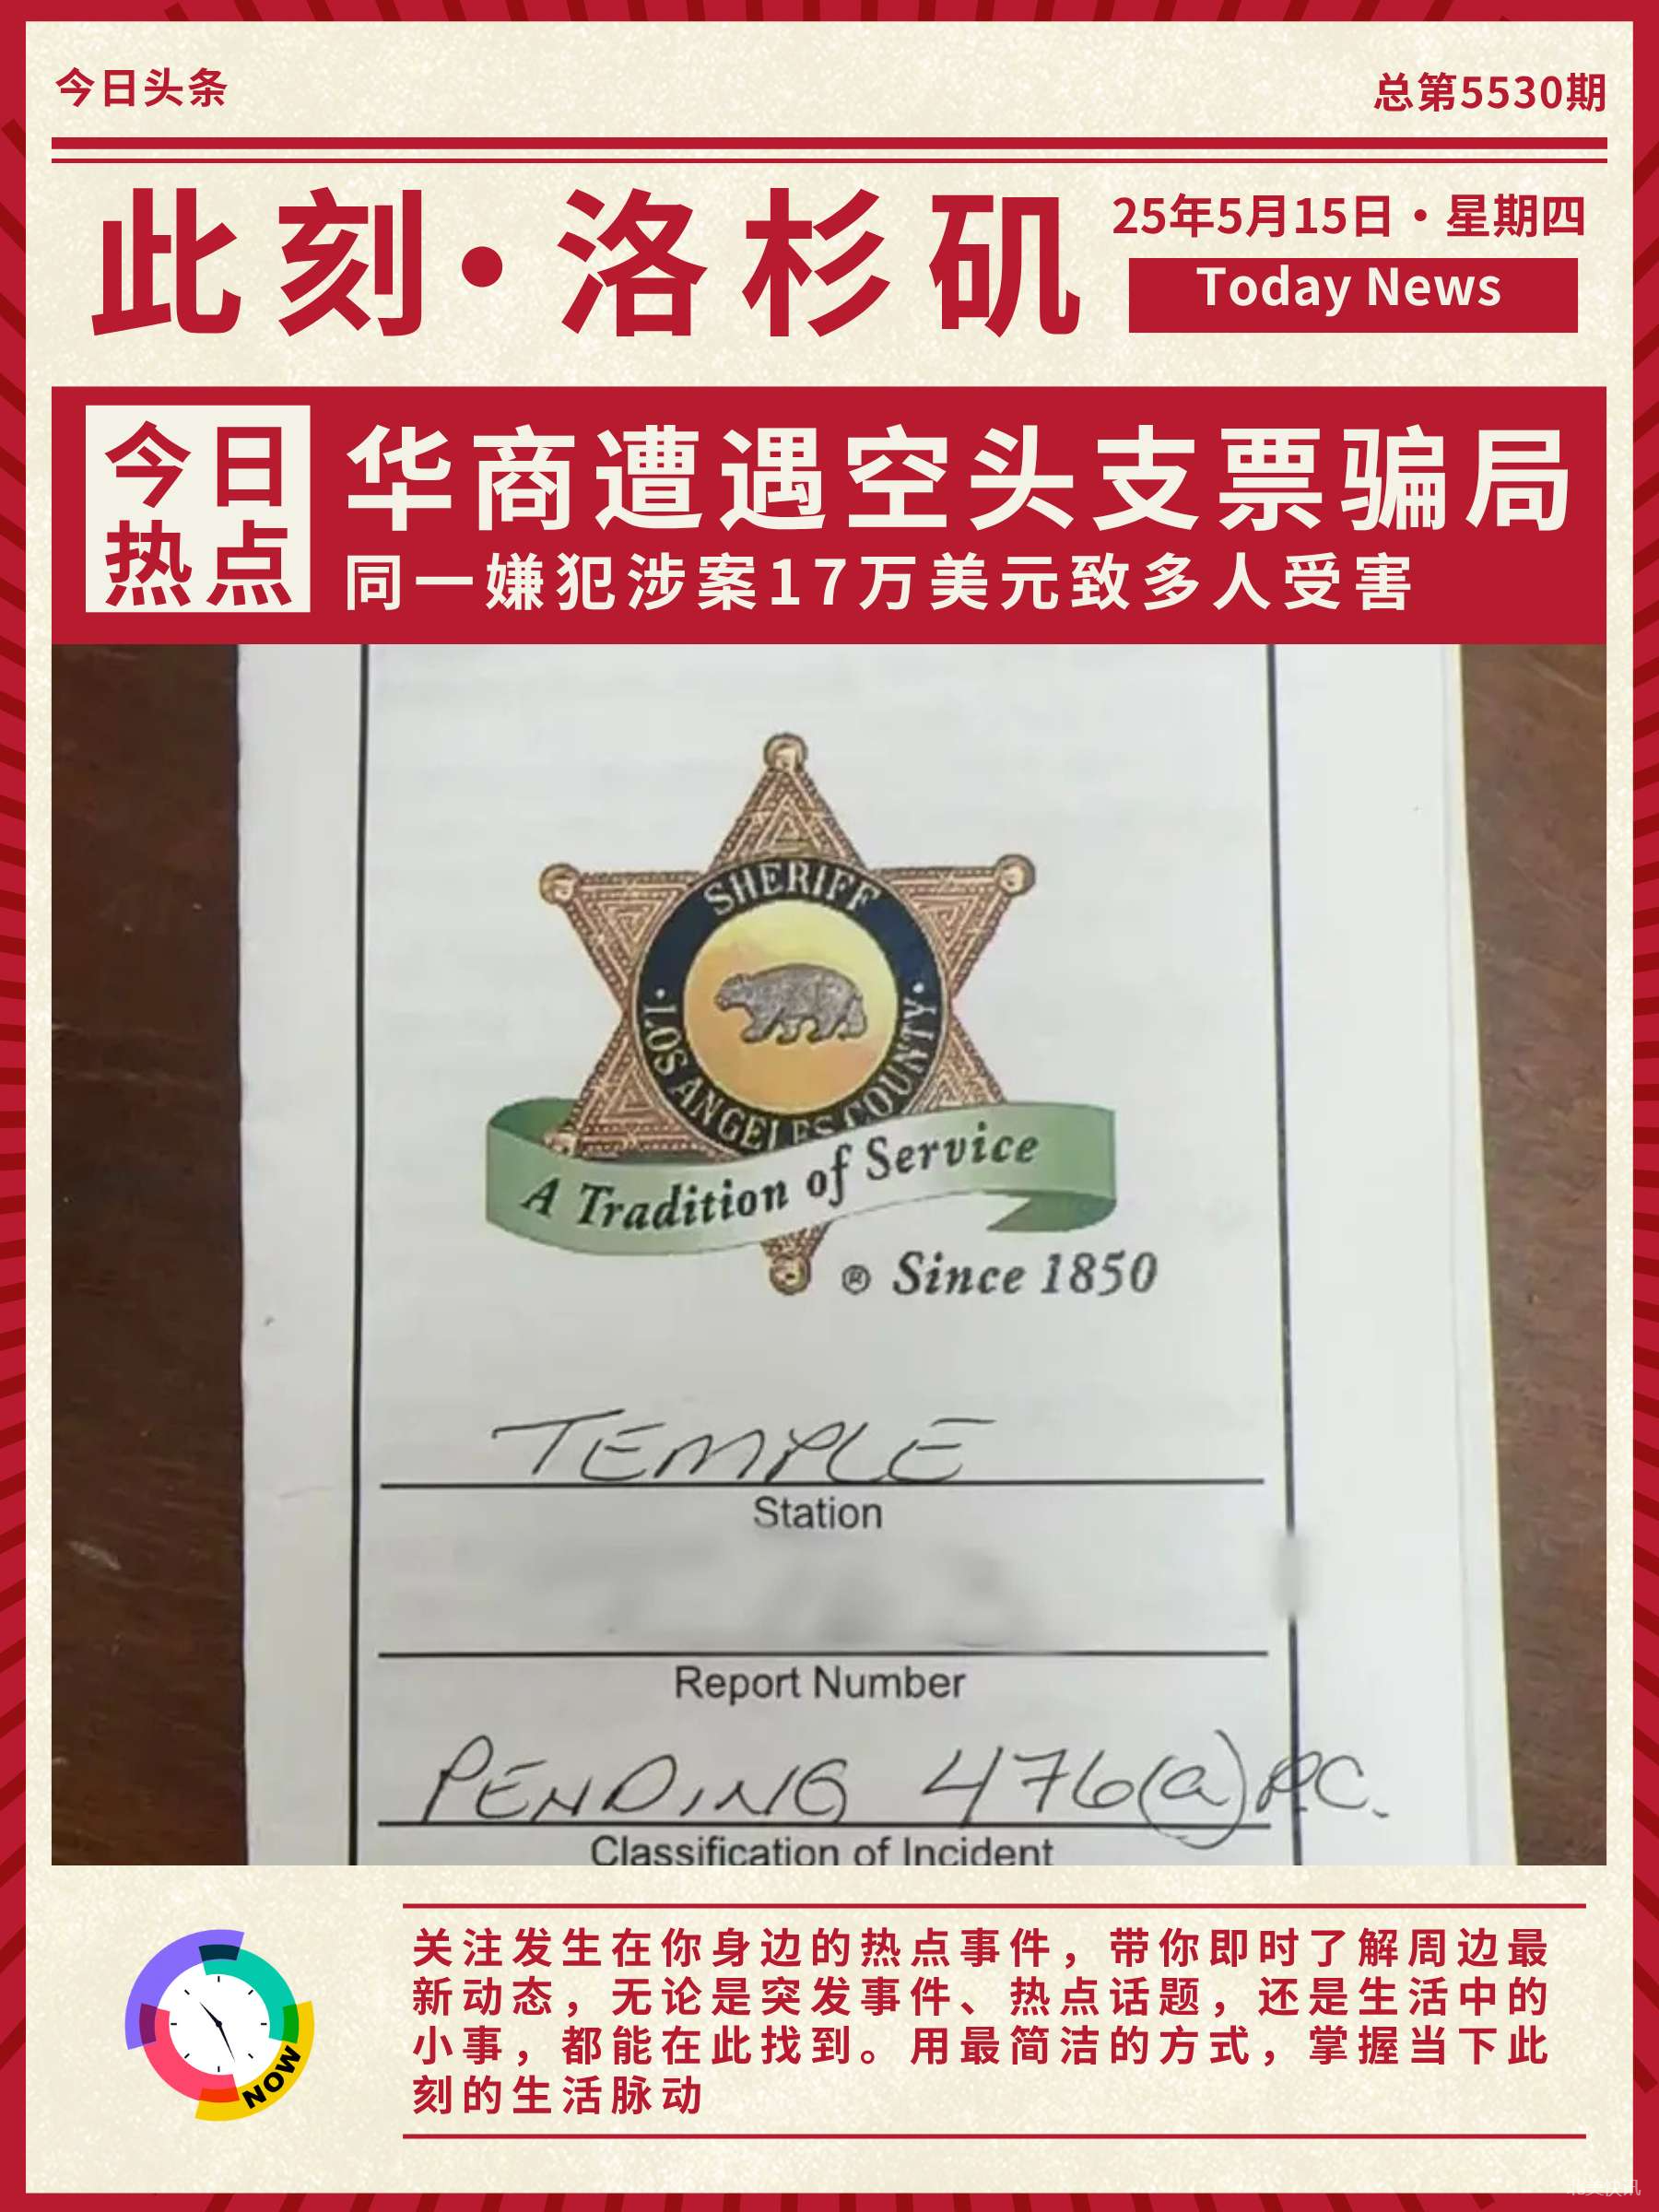 今日头条
总第5530期
此刻·洛杉矶
25年5月15日·星期四
Today News
今日
热点
华商遭遇空头支票骗局
同一嫌犯涉案17万美元致多人受害
SHERIFF
LOS ANGELES COUNTY
A Tradition of Service
® Since 1850
TEMPLE
Station
Report Number
PENDING 476(a) P.C.
Classification of Incident
关注发生在你身边的热点事件，带你即时了解周边最
新动态，无论是突发事件、热点话题，还是生活中的
小事，都能在此找到。用最简洁的方式，掌握当下此
刻的生活脉动
NOW